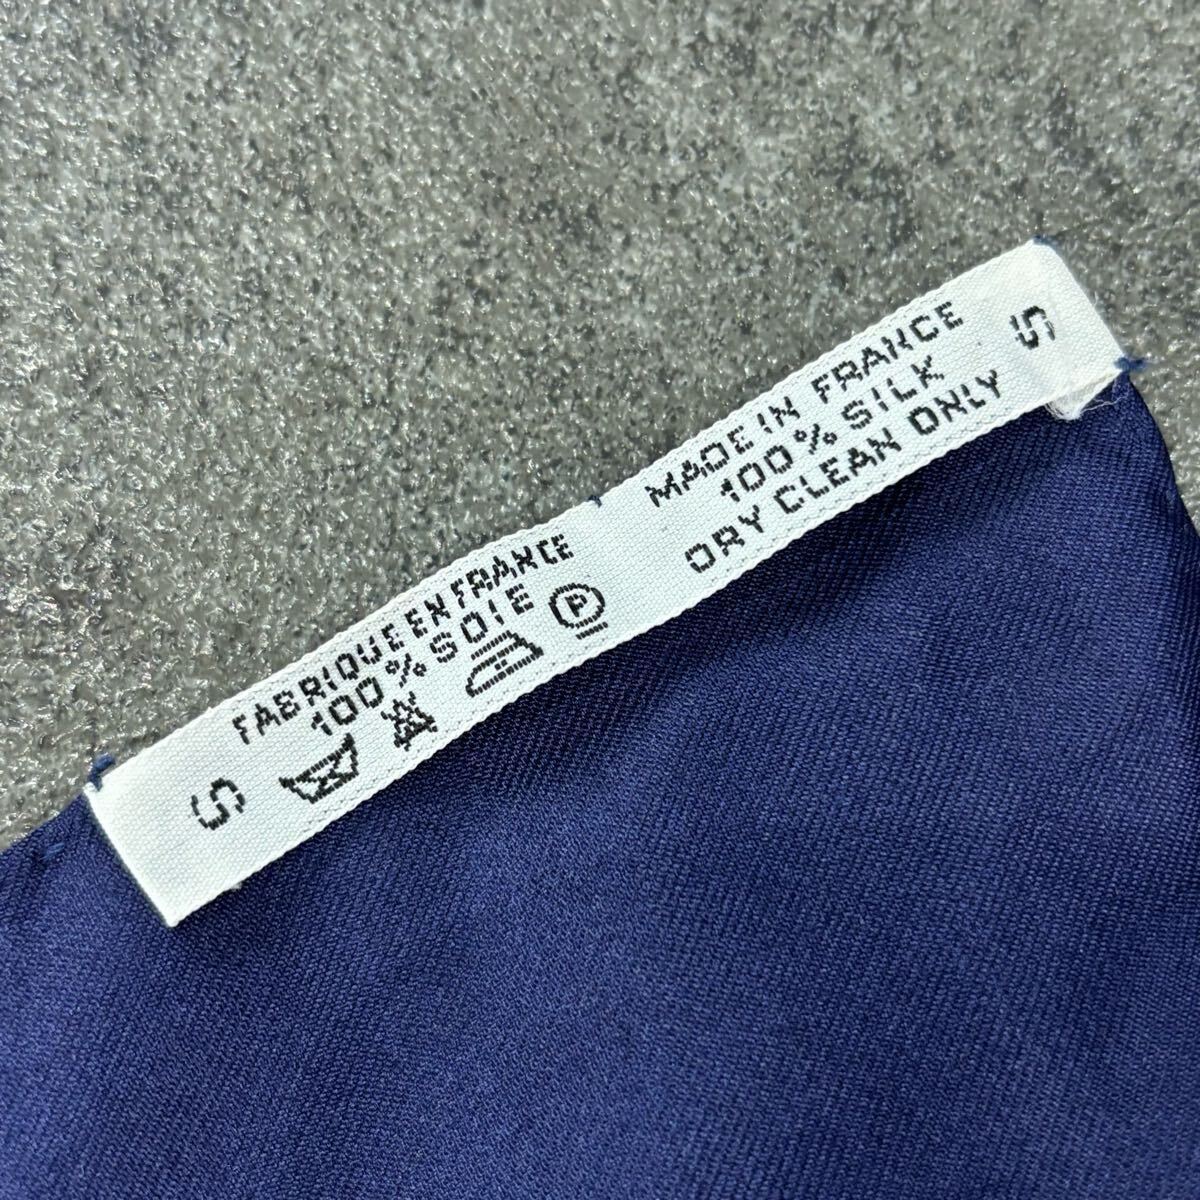 FABRIQUE EN FRANCE
100% SOIE
P
S
MADE IN FRANCE
100% SILK
DRY CLEAN ONLY
S